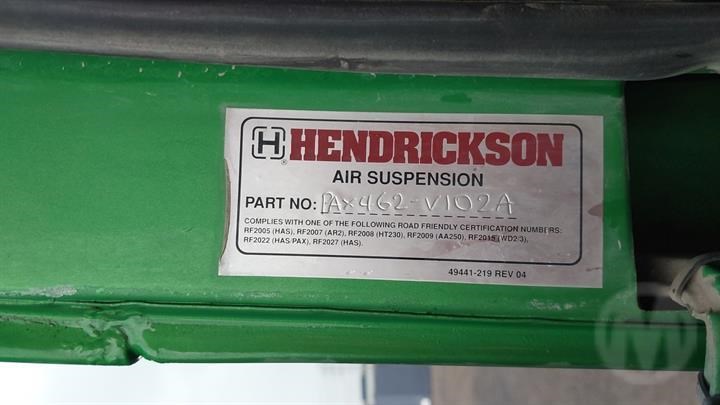 H HENDRICKSON®
AIR SUSPENSION
PART NO: PAX462-V102A
COMPLIES WITH ONE OF THE FOLLOWING ROAD FRIENDLY CERTIFICATION NUMBERS:
RF2005 (HAS), RF2007 (AR2), RF2008 (HT230), RF2009 (AA250), RF2015 (WD2/3),
RF2022 (HAS/PAX), RF2027 (HAS).
49441-219 REV 04
M